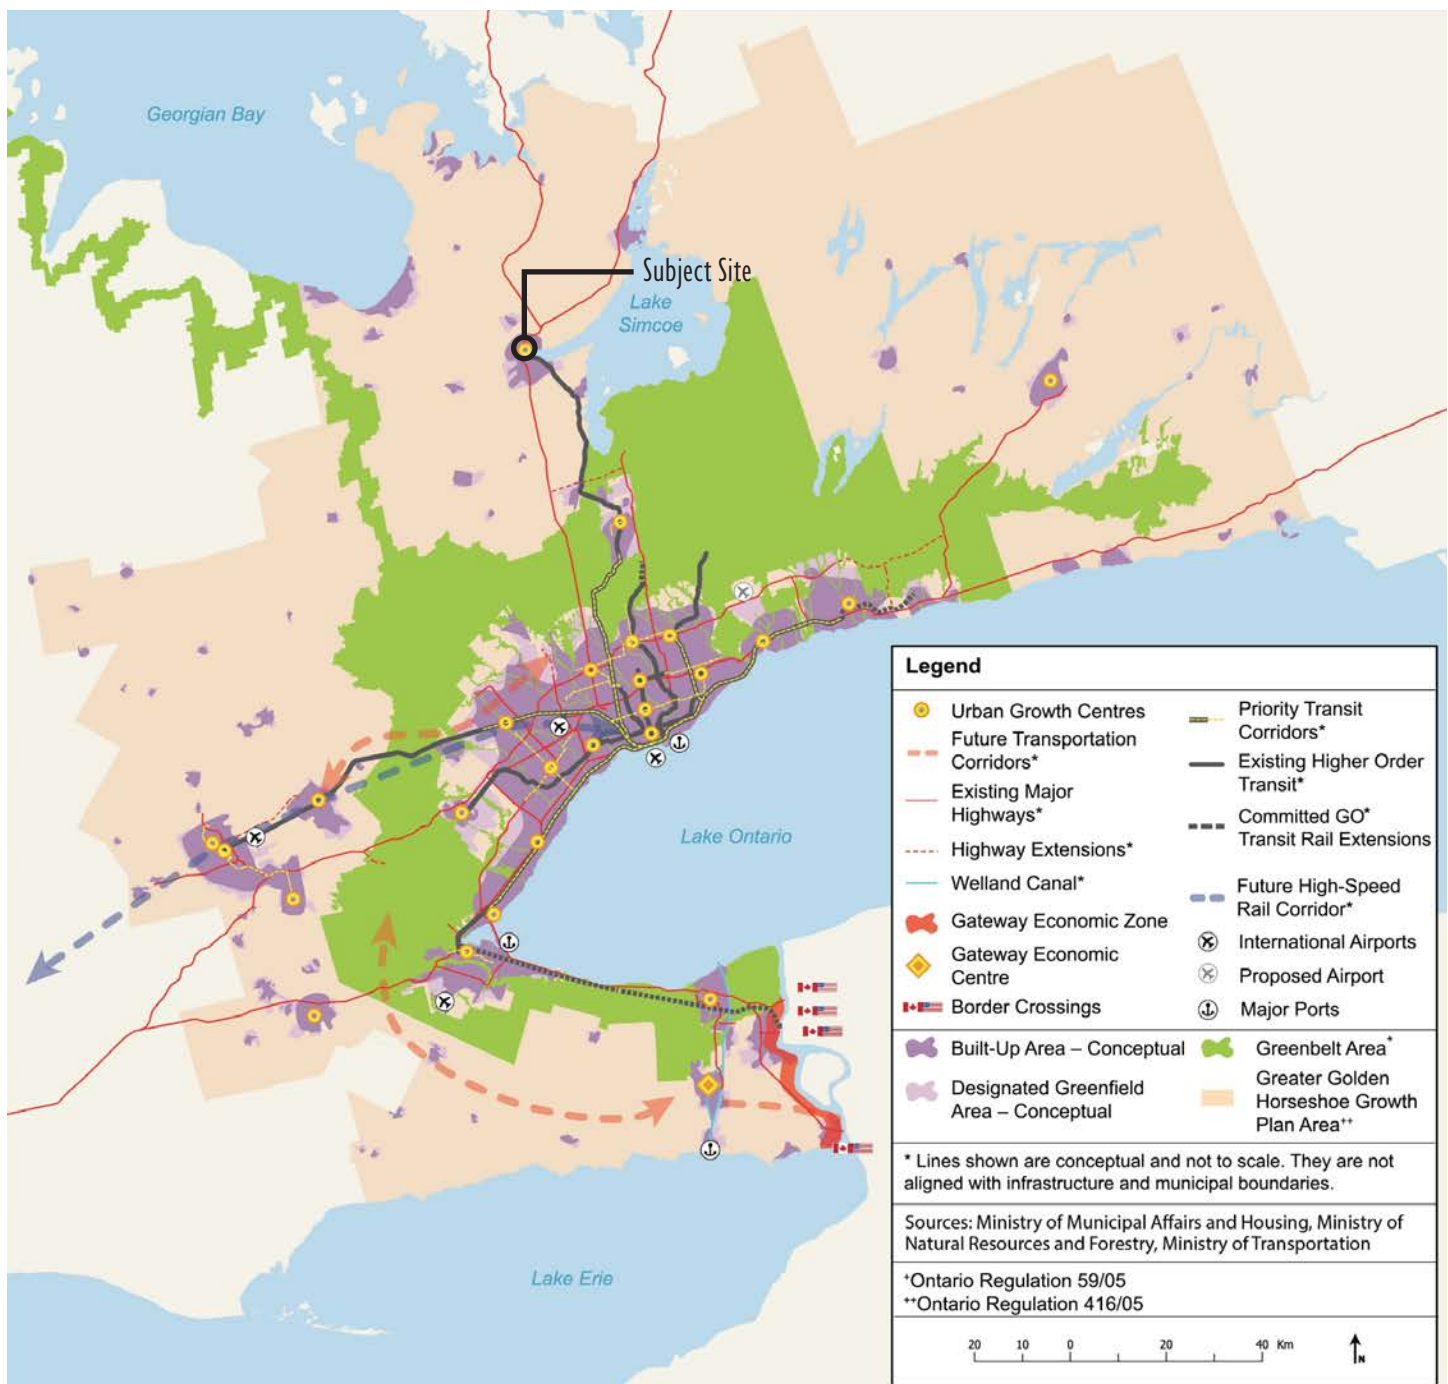 Georgian Bay
Subject Site
Lake
Simcoe
Lake Ontario
Lake Erie
Legend
Urban Growth Centres
Future Transportation
Corridors*
Existing Major
Highways*
Highway Extensions*
Welland Canal*
Gateway Economic Zone
Gateway Economic
Centre
Border Crossings
Priority Transit
Corridors*
Existing Higher Order
Transit*
Committed GO*
Transit Rail Extensions
Future High-Speed
Rail Corridor*
International Airports
Proposed Airport
Major Ports
Built-Up Area – Conceptual
Designated Greenfield
Area – Conceptual
Greenbelt Area+
Greater Golden
Horseshoe Growth
Plan Area++
* Lines shown are conceptual and not to scale. They are not
aligned with infrastructure and municipal boundaries.
Sources: Ministry of Municipal Affairs and Housing, Ministry of
Natural Resources and Forestry, Ministry of Transportation
+Ontario Regulation 59/05
++Ontario Regulation 416/05
20 10 0 20 40 Km
N